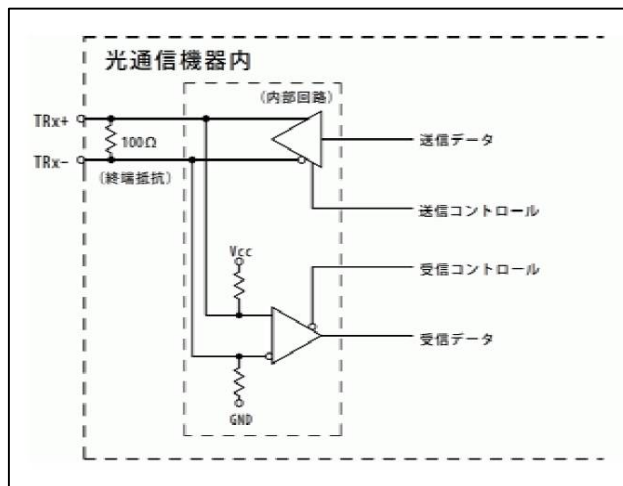 光通信機器内
(内部回路)
TRx+
100Ω
送信データ
TRx-
(終端抵抗)
送信コントロール
Vcc
受信コントロール
受信データ
GND